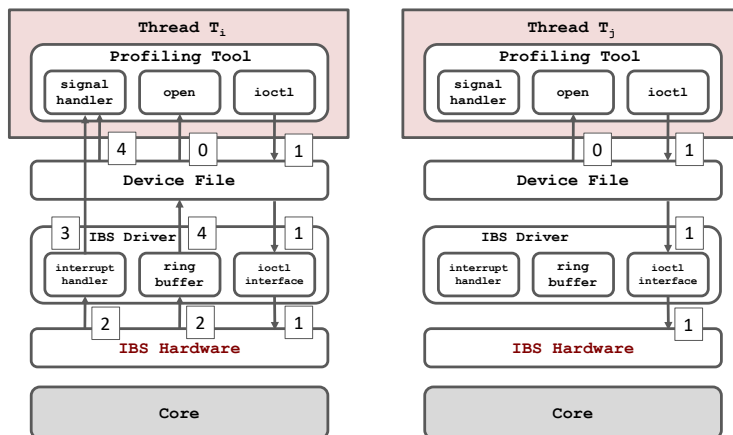 Thread Ti
Profiling Tool
signal
handler
open
ioctl
4
0
1
Device File
3
4
1
IBS Driver
interrupt
handler
ring
buffer
ioctl
interface
2
2
1
IBS Hardware
Core
Thread Tj
Profiling Tool
signal
handler
open
ioctl
0
1
Device File
1
IBS Driver
interrupt
handler
ring
buffer
ioctl
interface
1
IBS Hardware
Core